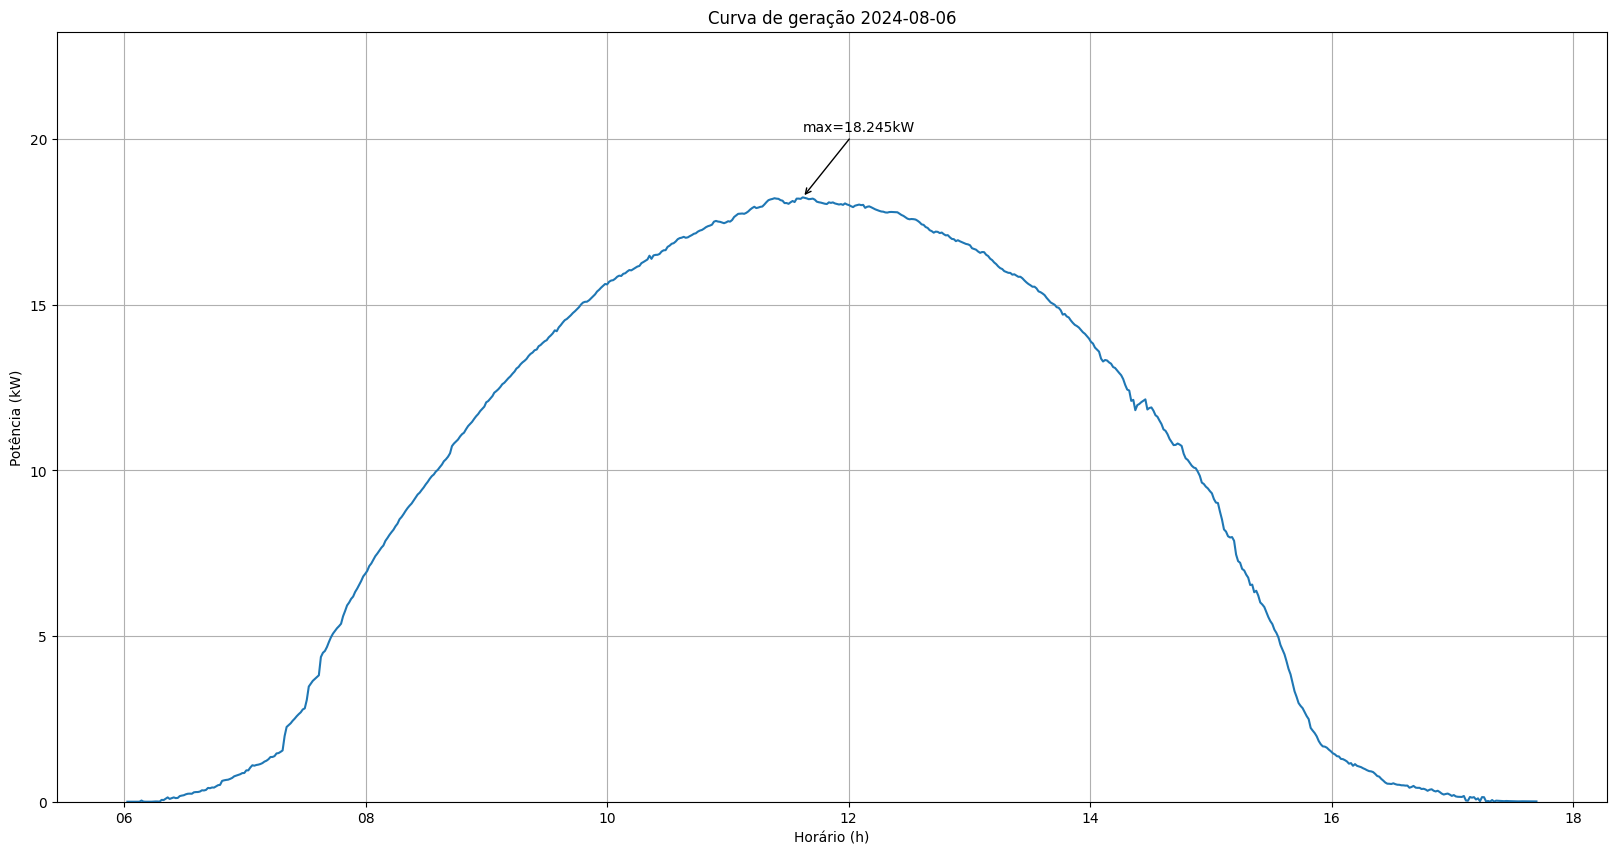 Curva de geração 2024-08-06
max=18.245kW
20
15
10
5
0
Potência (kW)
06 08 10 12 14 16 18
Horário (h)